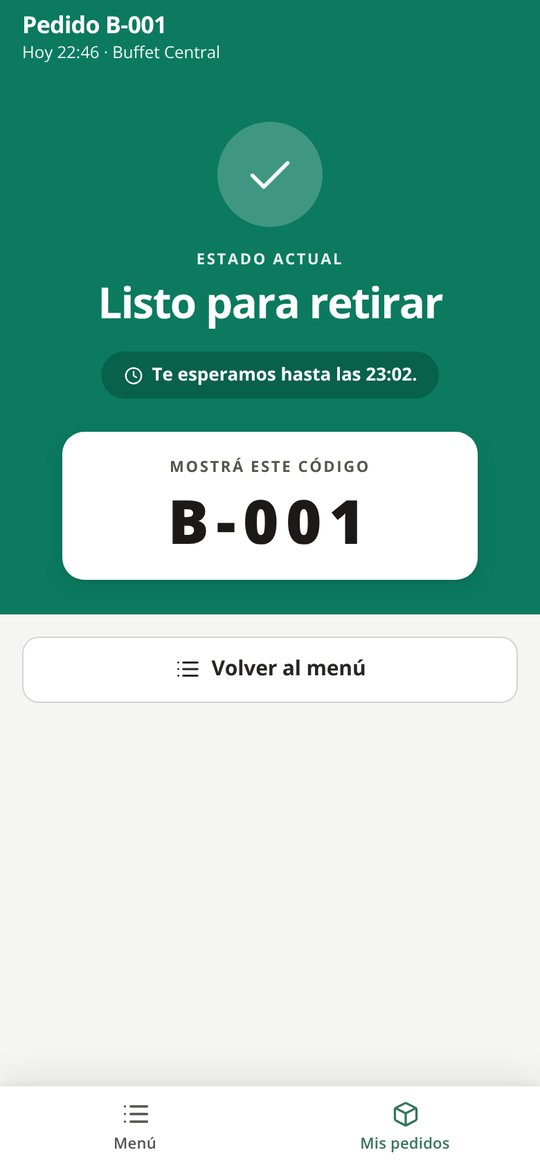 Pedido B-001
Hoy 22:46 · Buffet Central
ESTADO ACTUAL
Listo para retirar
Te esperamos hasta las 23:02.
MOSTRÁ ESTE CÓDIGO
B-001
Volver al menú
Menú
Mis pedidos